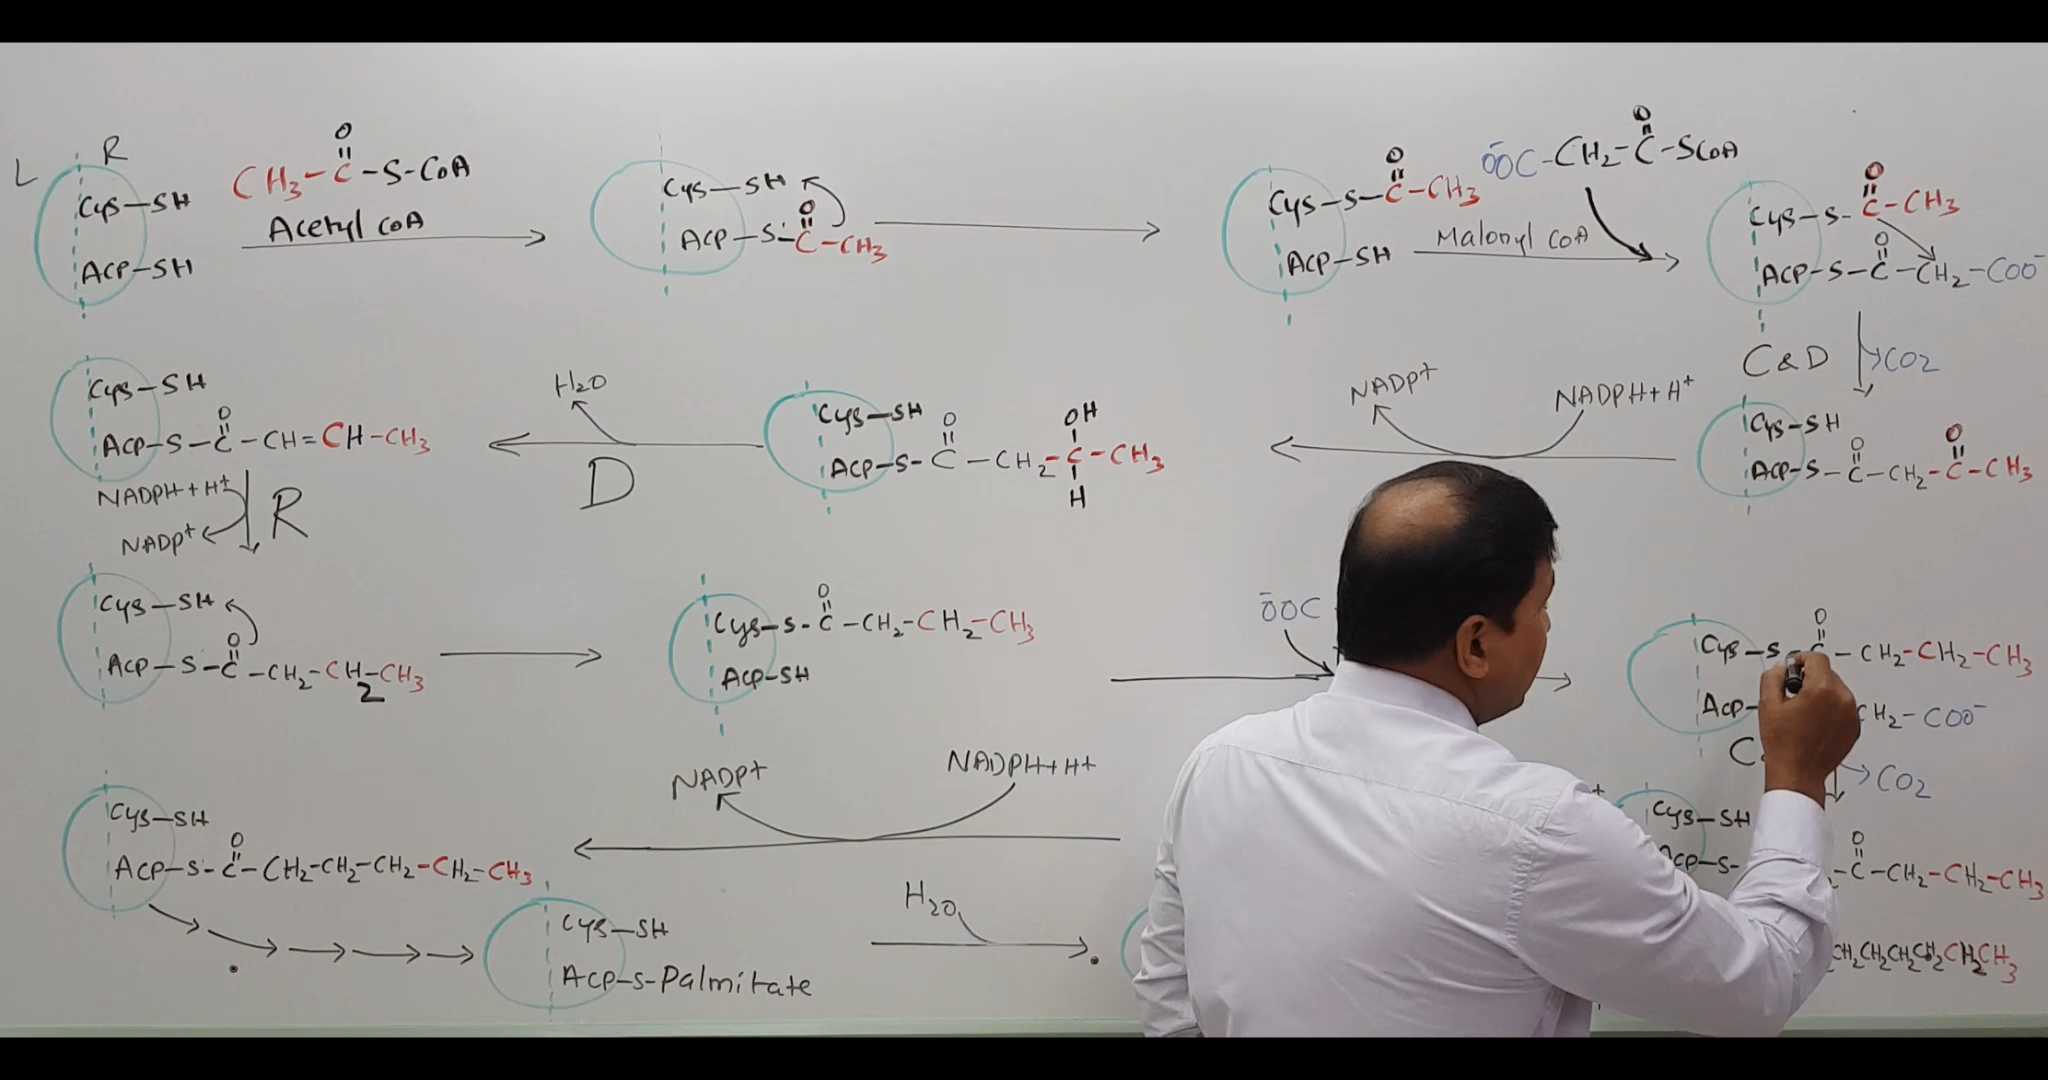 L
R
Cys-SH
ACP-SH
O
CH3-C-S-CoA
Acetyl CoA
Cys-SH
O
ACP-S-C-CH3
O
Cys-S-C-CH3
ACP-SH
O
ŌOC-CH2-C-SCoA
Malonyl CoA
O
Cys-S-C-CH3
O
ACP-S-C-CH2-COO-
C&D
CO2
Cys-SH
O
ACP-S-C-CH=CH-CH3
H2O
D
Cys-SH
O
OH
ACP-S-C-CH2-C-CH3
H
NADP+
NADPH+H+
Cys-SH
O
O
ACP-S-C-CH2-C-CH3
NADPH+H+
NADP+
R
Cys-SH
O
ACP-S-C-CH2-CH2-CH3
O
Cys-S-C-CH2-CH2-CH3
ACP-SH
ŌOC
O
Cys-S-C-CH2-CH2-CH3
ACP-
CH2-COO-
C
CO2
NADP+
NADPH+H+
+
Cys-SH
ACP-S-
O
-C-CH2-CH2-CH3
Cys-SH
O
ACP-S-C-CH2-CH2-CH2-CH2-CH3
Cys-SH
ACP-S-Palmitate
H2O
CH2CH2CH2CH2CH2CH3